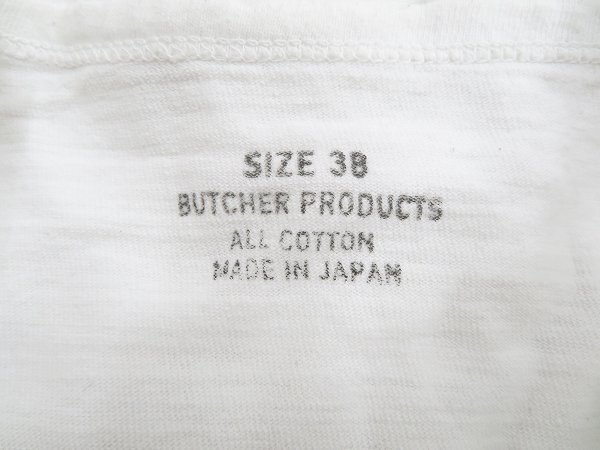 SIZE 38
BUTCHER PRODUCTS
ALL COTTON
MADE IN JAPAN